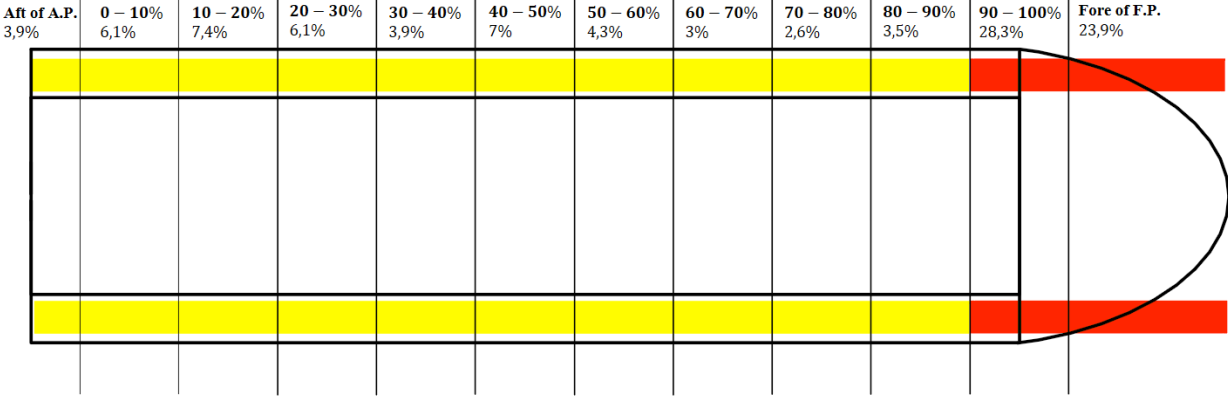 Aft of A.P. 0 – 10% 10 – 20% 20 – 30% 30 – 40% 40 – 50% 50 – 60% 60 – 70% 70 – 80% 80 – 90% 90 – 100% Fore of F.P.
3,9% 6,1% 7,4% 6,1% 3,9% 7% 4,3% 3% 2,6% 3,5% 28,3% 23,9%